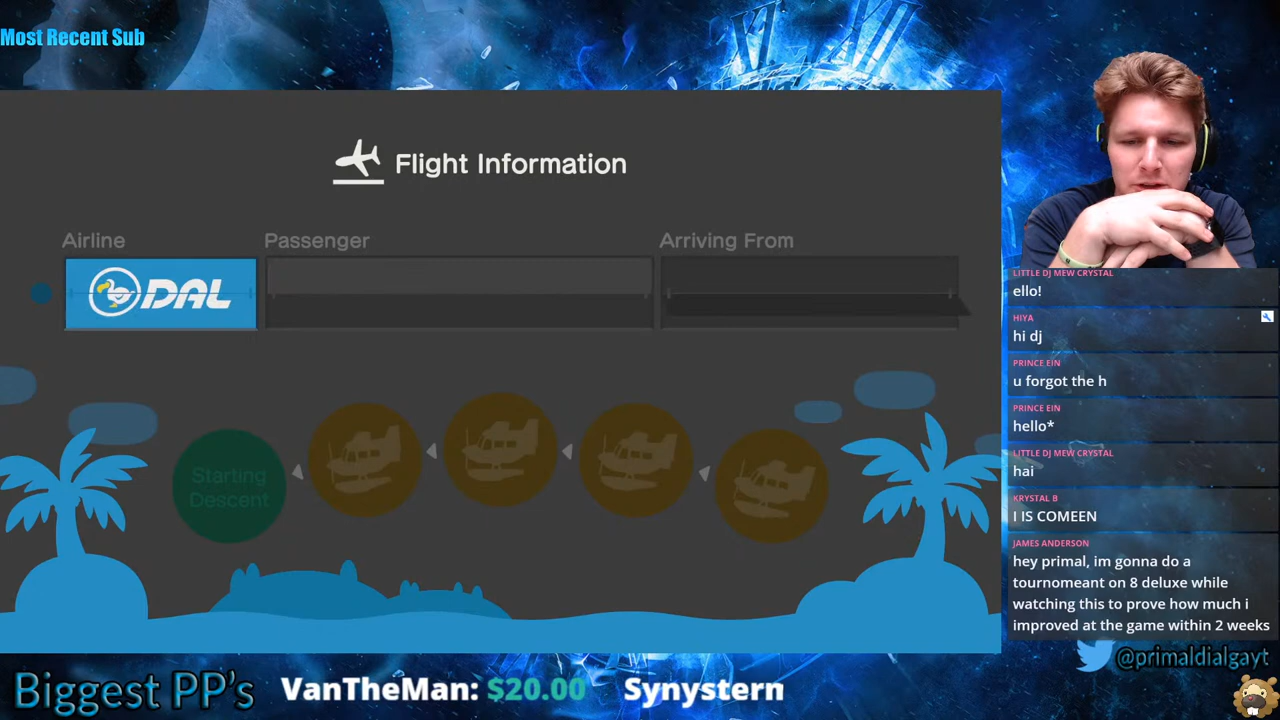 Most Recent Sub
Flight Information
Airline
Passenger
Arriving From
DAL
Starting
Descent
LITTLE DJ MEW CRYSTAL
ello!
HIYA
hi dj
PRINCE EIN
u forgot the h
PRINCE EIN
hello*
LITTLE DJ MEW CRYSTAL
hai
KRYSTAL B
I IS COMEEN
JAMES ANDERSON
hey primal, im gonna do a
tournomeant on 8 deluxe while
watching this to prove how much i
improved at the game within 2 weeks
@primaldialgayt
Biggest PP's
VanTheMan: $20.00
Synystern